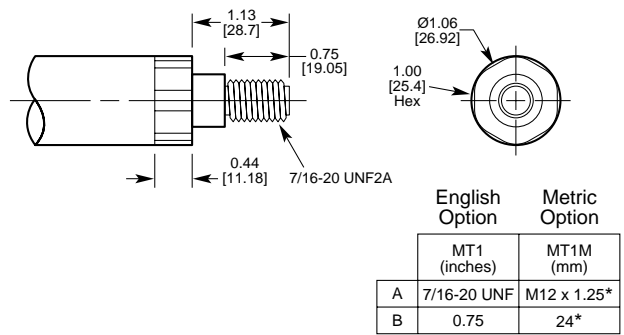 1.13
[28.7]
0.75
[19.05]
0.44
[11.18]
7/16-20 UNF2A
Ø1.06
[26.92]
1.00
[25.4]
Hex
English
Option
Metric
Option
MT1
(inches)
MT1M
(mm)
A 7/16-20 UNF M12 x 1.25*
B 0.75 24*